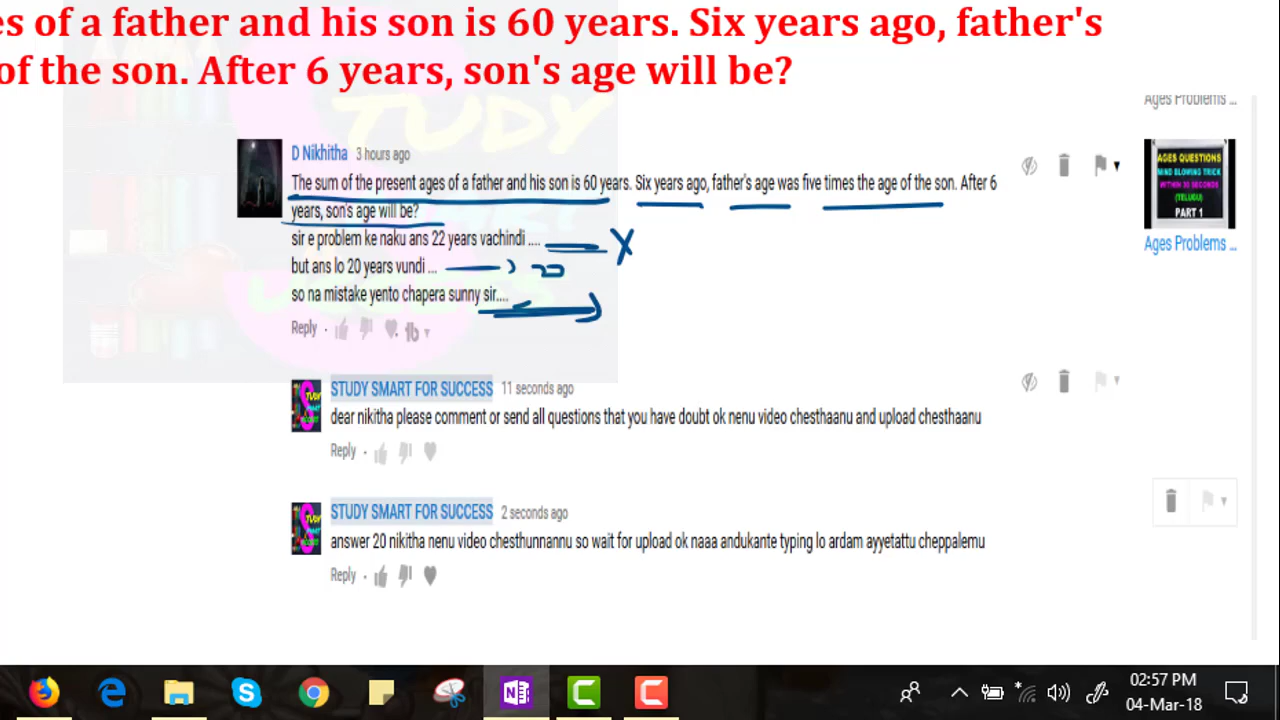 es of a father and his son is 60 years. Six years ago, father's
of the son. After 6 years, son's age will be?
Ages Problems ...
D Nikhitha 3 hours ago
The sum of the present ages of a father and his son is 60 years. Six years ago, father's age was five times the age of the son. After 6
years, son's age will be?
sir e problem ke naku ans 22 years vachindi .... X
but ans lo 20 years vundi ... 20
so na mistake yento chapera sunny sir....
Reply
AGES QUESTIONS
MIND BLOWING TRICK
WITHIN 30 SECONDS
(TELUGU)
PART 1
Ages Problems ...
TUDY
STUDY SMART FOR SUCCESS 11 seconds ago
dear nikitha please comment or send all questions that you have doubt ok nenu video chesthaanu and upload chesthaanu
Reply
STUDY SMART FOR SUCCESS 2 seconds ago
answer 20 nikitha nenu video chesthunnannu so wait for upload ok naaa andukante typing lo ardam ayyetattu cheppalemu
Reply
02:57 PM
04-Mar-18